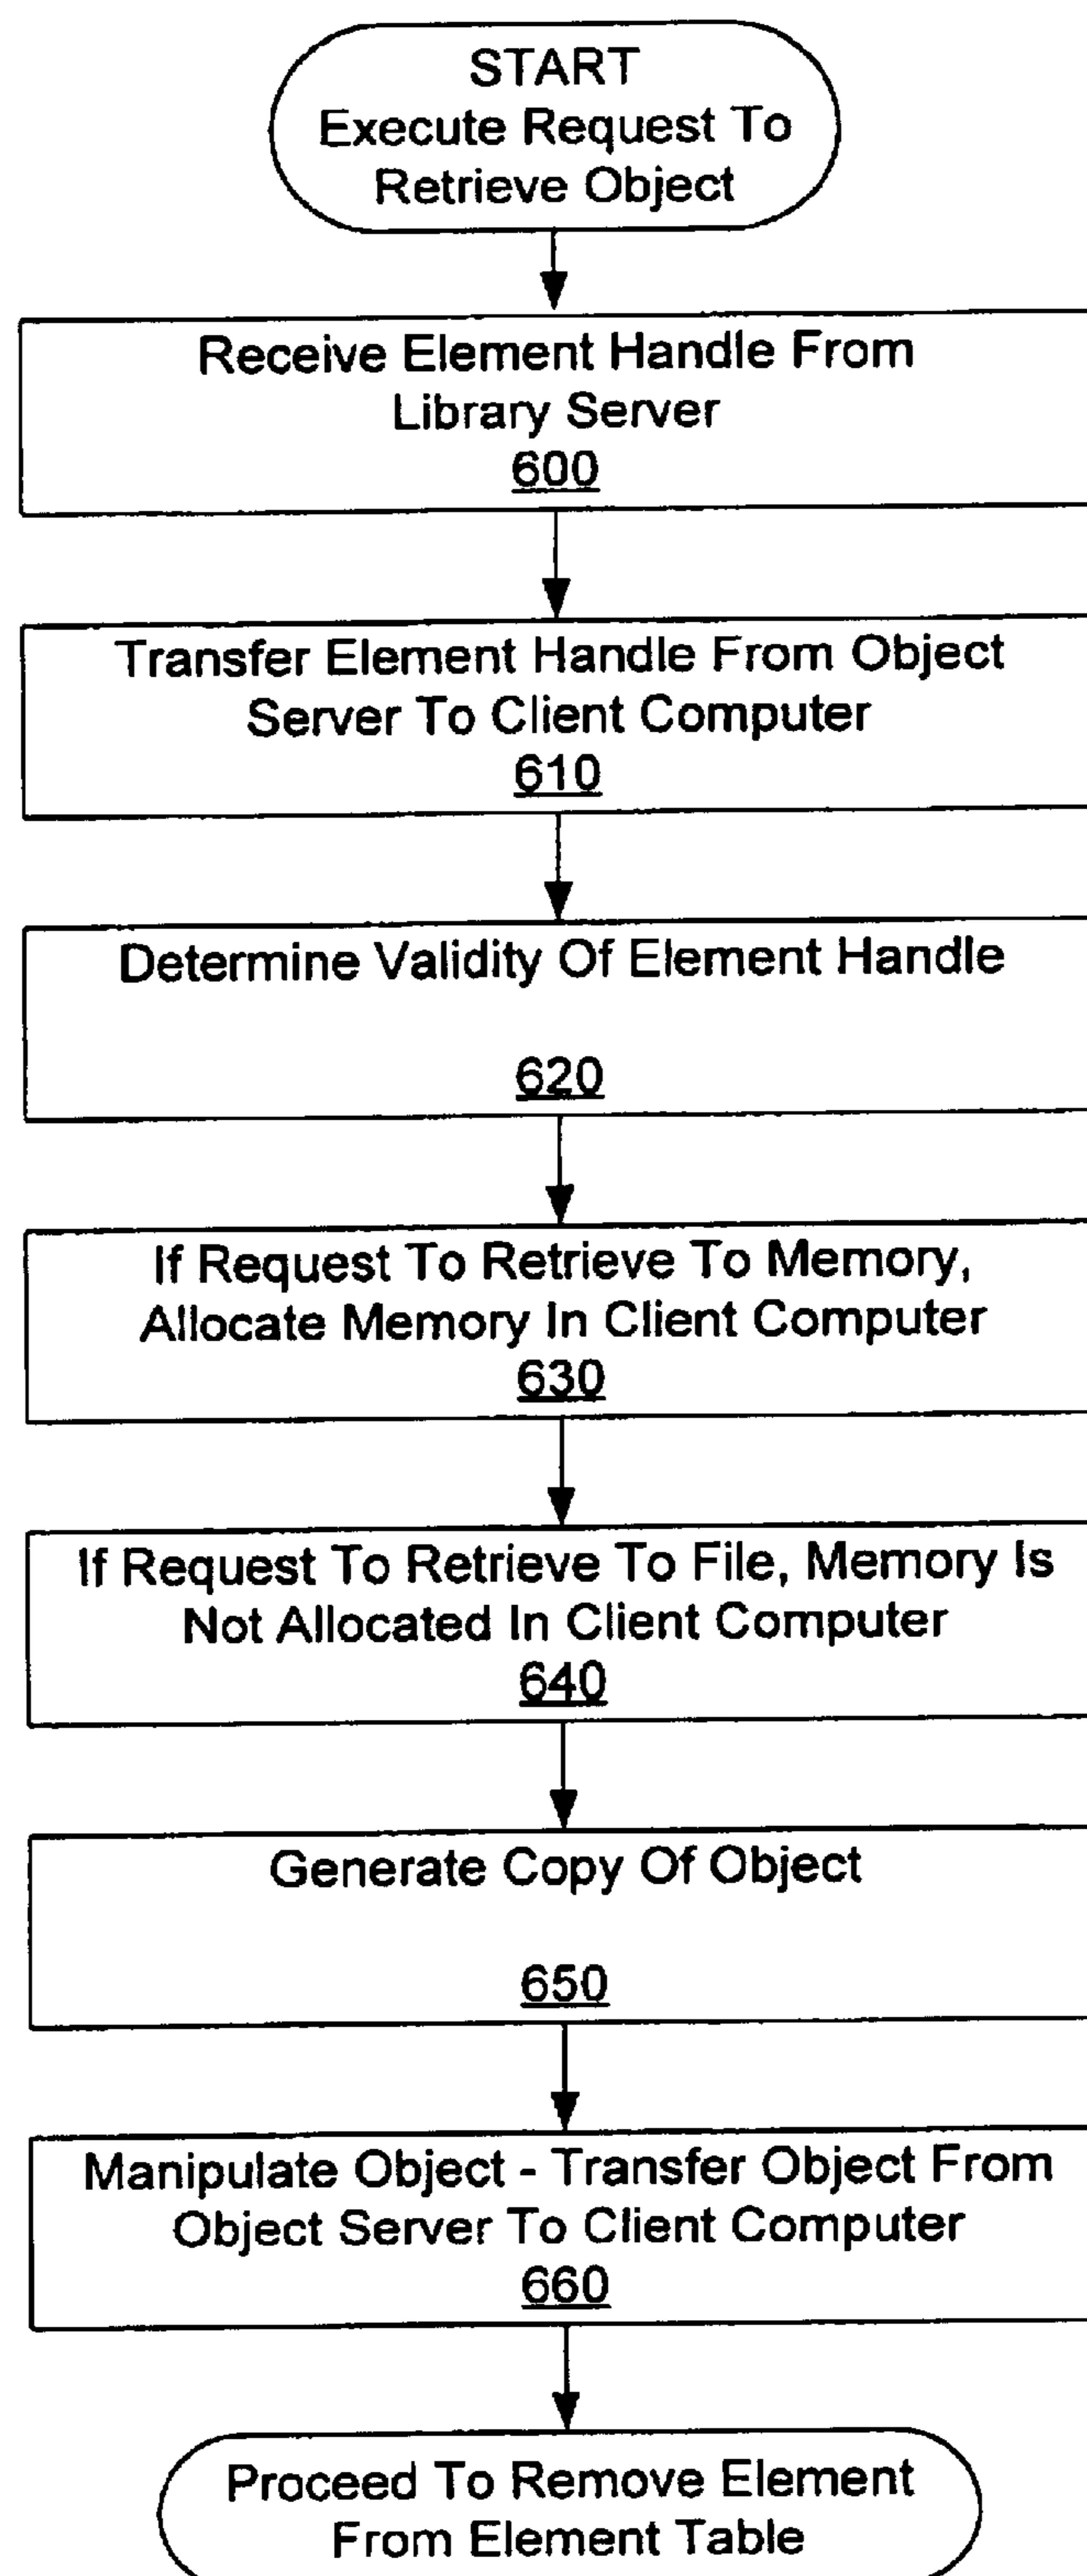 START
Execute Request To
Retrieve Object
Receive Element Handle From
Library Server
600
Transfer Element Handle From Object
Server To Client Computer
610
Determine Validity Of Element Handle
620
If Request To Retrieve To Memory,
Allocate Memory In Client Computer
630
If Request To Retrieve To File, Memory Is
Not Allocated In Client Computer
640
Generate Copy Of Object
650
Manipulate Object - Transfer Object From
Object Server To Client Computer
660
Proceed To Remove Element
From Element Table